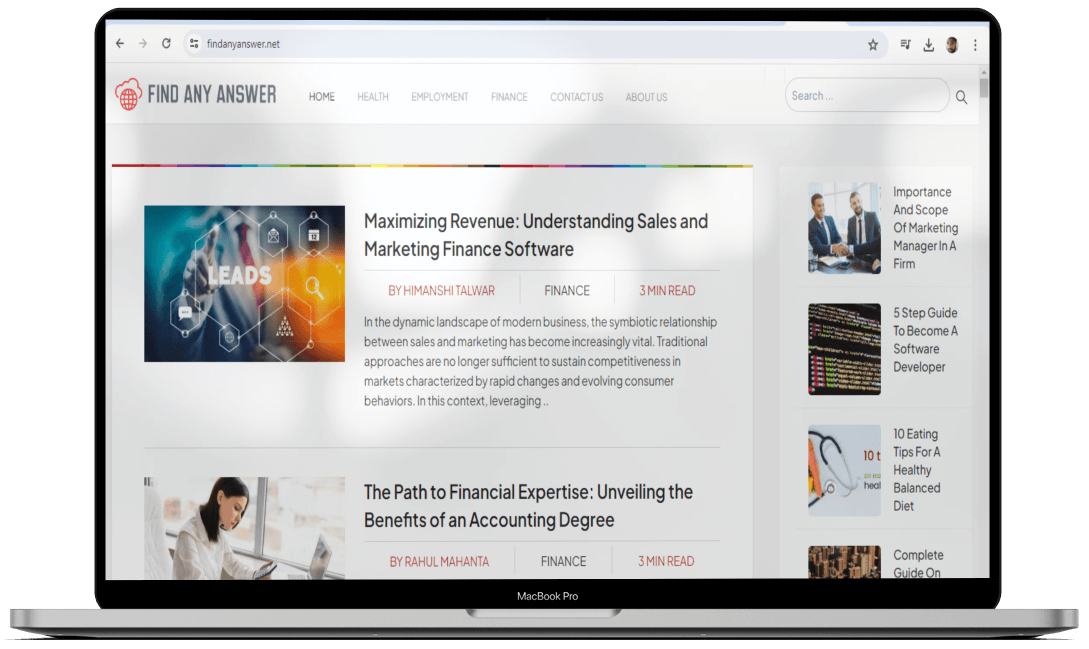 findanyanswer.net
FIND ANY ANSWER
HOME
HEALTH
EMPLOYMENT
FINANCE
CONTACT US
ABOUT US
Search ...
LEADS
12
Maximizing Revenue: Understanding Sales and
Marketing Finance Software
BY HIMANSHI TALWAR
FINANCE
3 MIN READ
In the dynamic landscape of modern business, the symbiotic relationship
between sales and marketing has become increasingly vital. Traditional
approaches are no longer sufficient to sustain competitiveness in
markets characterized by rapid changes and evolving consumer
behaviors. In this context, leveraging ..
The Path to Financial Expertise: Unveiling the
Benefits of an Accounting Degree
BY RAHUL MAHANTA
FINANCE
3 MIN READ
Importance
And Scope
Of Marketing
Manager In A
Firm
5 Step Guide
To Become A
Software
Developer
10 t
heal
10 Eating
Tips For A
Healthy
Balanced
Diet
Complete
Guide On
MacBook Pro